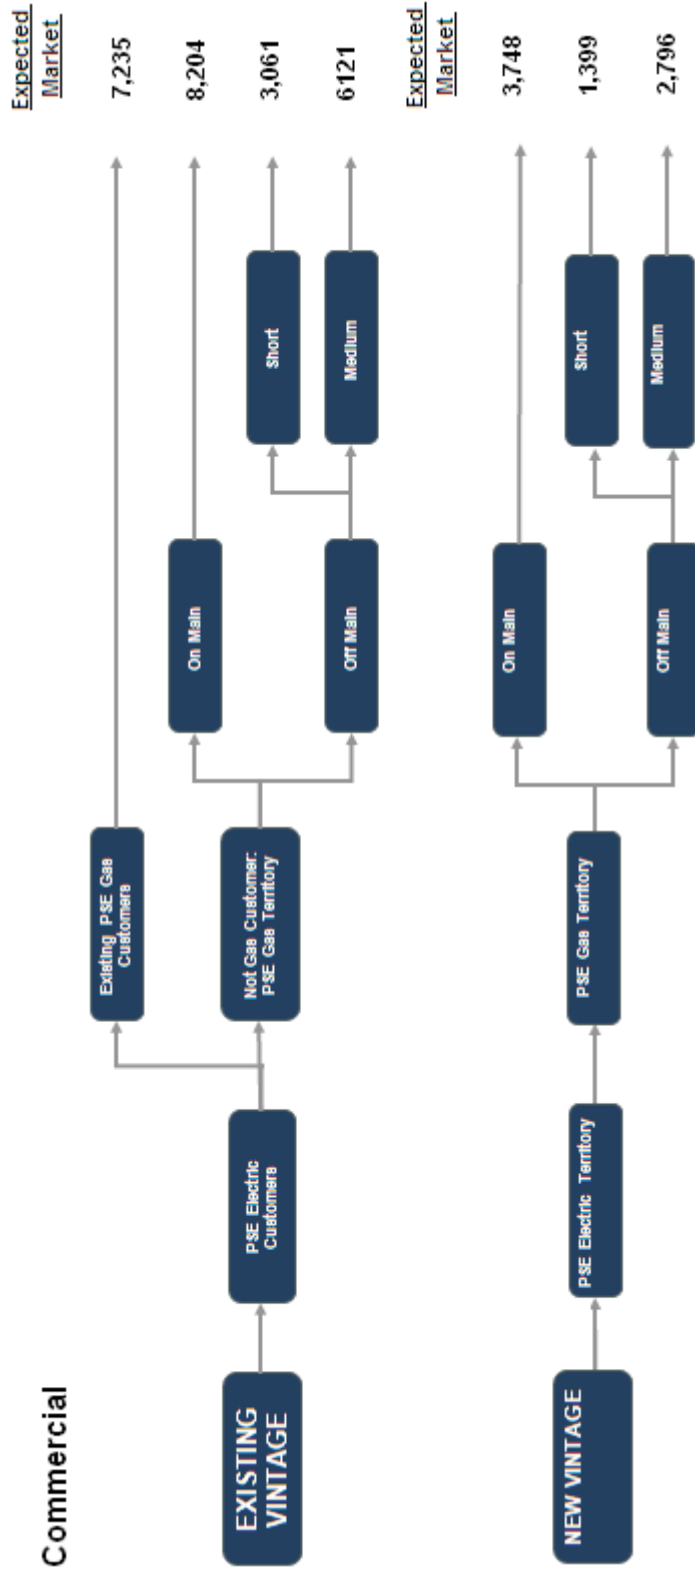 Commercial
Expected
Market
EXISTING
VINTAGE
PSE Electric
Customers
Existing PSE Gas
Customers
7,235
Not Gas Customer:
PSE Gas Territory
On Main
8,204
Off Main
Short
3,061
Medium
6121
Expected
Market
NEW VINTAGE
PSE Electric Territory
PSE Gas Territory
On Main
3,748
Off Main
Short
1,399
Medium
2,796